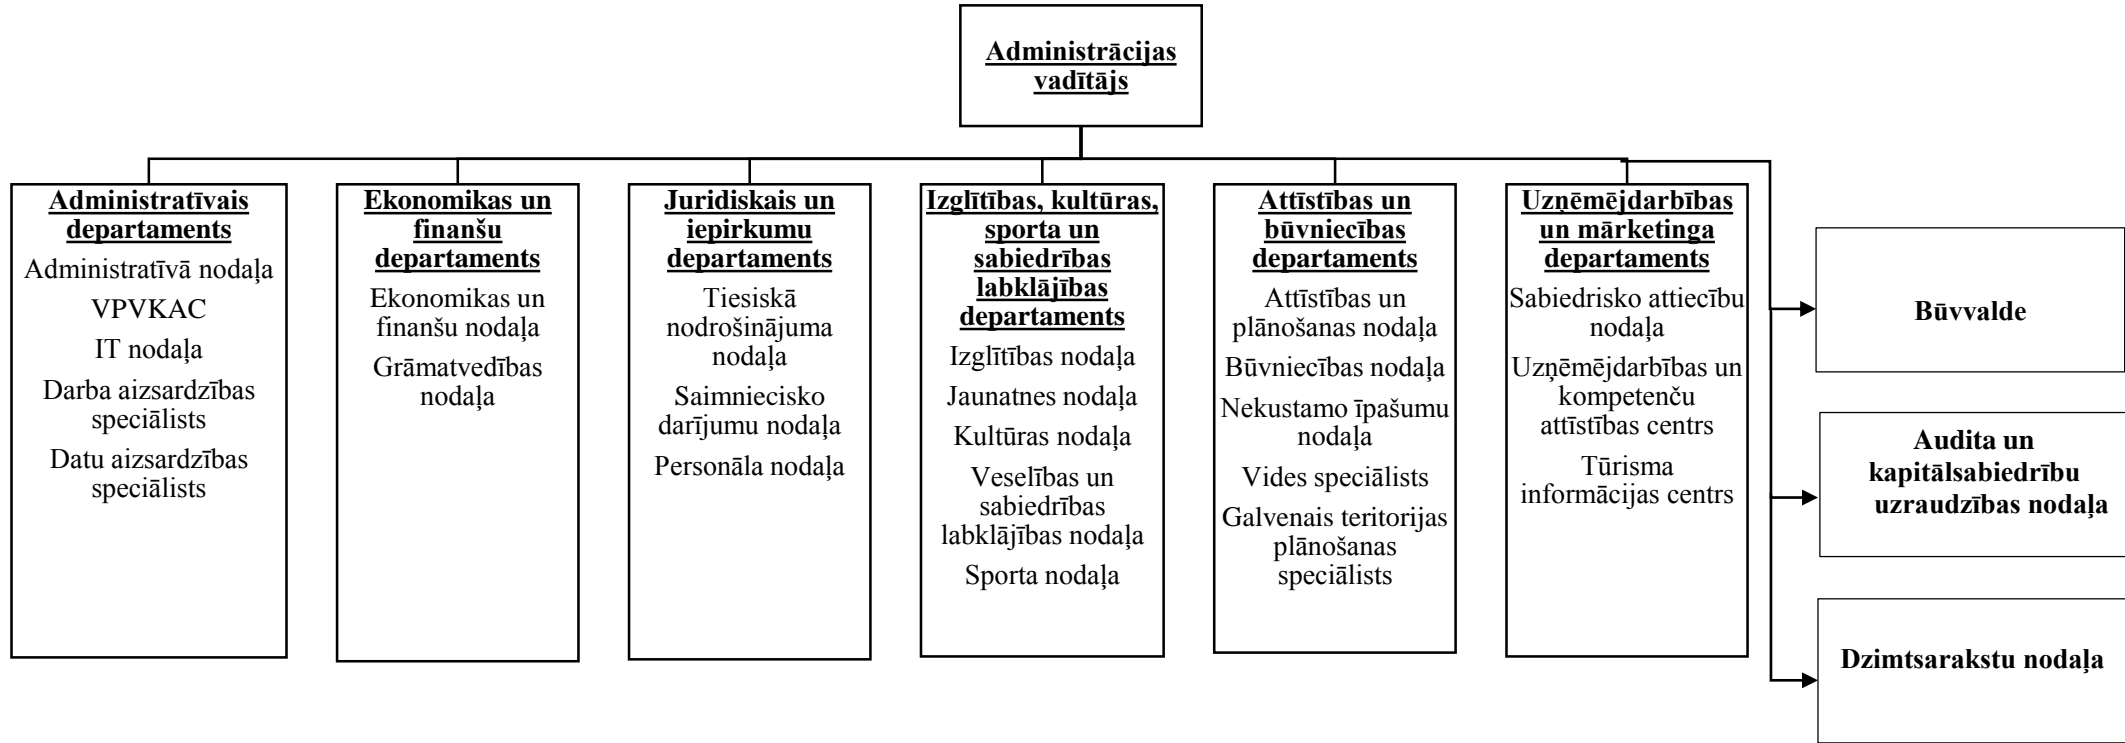 Administrācijas
vadītājs
Administratīvais
departaments
Administratīvā nodaļa
VPVKAC
IT nodaļa
Darba aizsardzības
speciālists
Datu aizsardzības
speciālists
Ekonomikas un
finanšu
departaments
Ekonomikas un
finanšu nodaļa
Grāmatvedības
nodaļa
Juridiskais un
iepirkumu
departaments
Tiesiskā
nodrošinājuma
nodaļa
Saimniecisko
darījumu nodaļa
Personāla nodaļa
Izglītības, kultūras,
sporta un
sabiedrības
labklājības
departaments
Izglītības nodaļa
Jaunatnes nodaļa
Kultūras nodaļa
Veselības un
sabiedrības
labklājības nodaļa
Sporta nodaļa
Attīstības un
būvniecības
departaments
Attīstības un
plānošanas nodaļa
Būvniecības nodaļa
Nekustamo īpašumu
nodaļa
Vides speciālists
Galvenais teritorijas
plānošanas
speciālists
Uzņēmējdarbības
un mārketinga
departaments
Sabiedrisko attiecību
nodaļa
Uzņēmējdarbības un
kompetenču
attīstības centrs
Tūrisma
informācijas centrs
Būvvalde
Audita un
kapitālsabiedrību
uzraudzības nodaļa
Dzimtsarakstu nodaļa